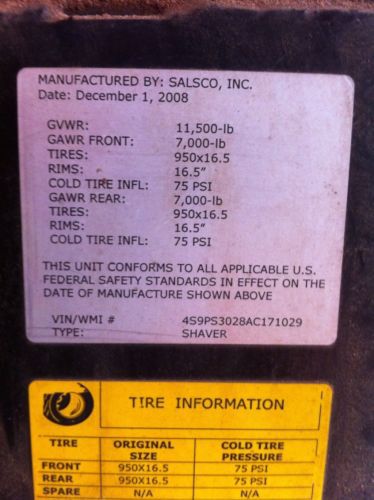 MANUFACTURED BY: SALSCO, INC.
Date: December 1, 2008
GVWR: 11,500-lb
GAWR FRONT: 7,000-lb
TIRES: 950x16.5
RIMS: 16.5"
COLD TIRE INFL: 75 PSI
GAWR REAR: 7,000-lb
TIRES: 950x16.5
RIMS: 16.5"
COLD TIRE INFL: 75 PSI
THIS UNIT CONFORMS TO ALL APPLICABLE U.S.
FEDERAL SAFETY STANDARDS IN EFFECT ON THE
DATE OF MANUFACTURE SHOWN ABOVE
VIN/WMI # 4S9PS3028AC171029
TYPE: SHAVER
TIRE INFORMATION
TIRE ORIGINAL SIZE COLD TIRE PRESSURE
FRONT 950X16.5 75 PSI
REAR 950X16.5 75 PSI
SPARE N/A N/A